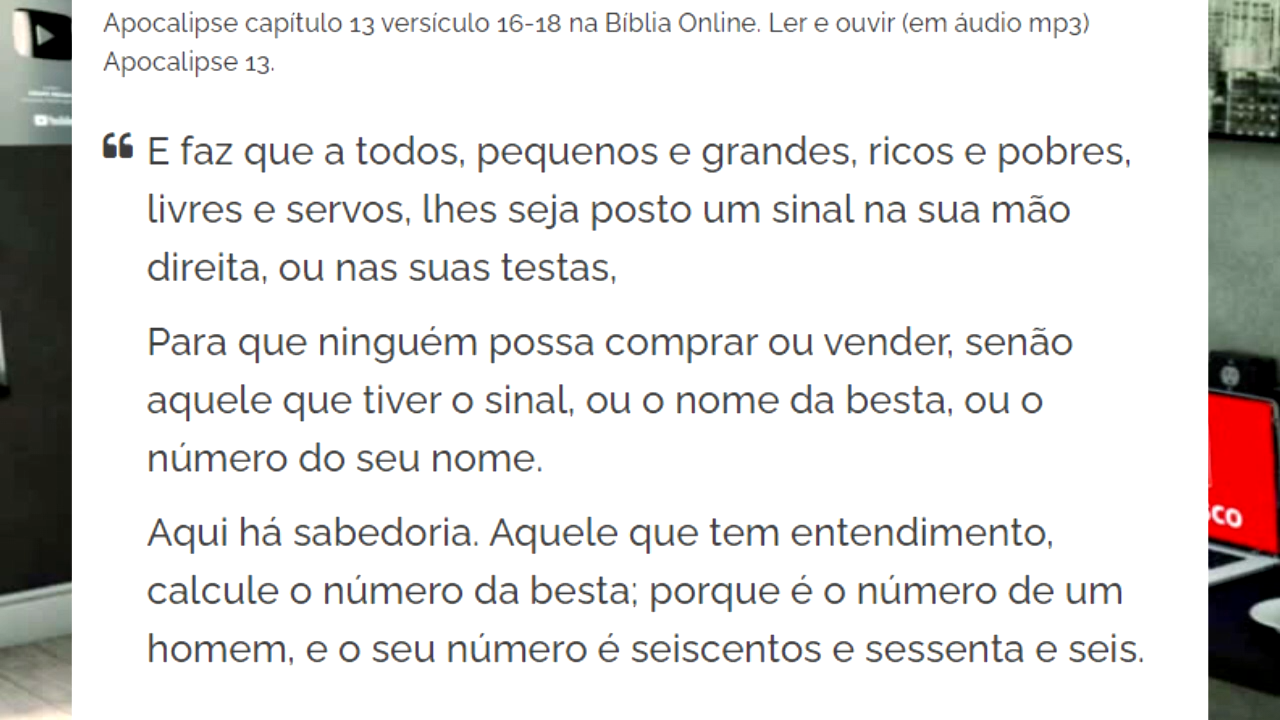 Apocalipse capítulo 13 versículo 16-18 na Bíblia Online. Ler e ouvir (em áudio mp3)
Apocalipse 13.
“ E faz que a todos, pequenos e grandes, ricos e pobres,
livres e servos, lhes seja posto um sinal na sua mão
direita, ou nas suas testas,
Para que ninguém possa comprar ou vender, senão
aquele que tiver o sinal, ou o nome da besta, ou o
número do seu nome.
Aqui há sabedoria. Aquele que tem entendimento,
calcule o número da besta; porque é o número de um
homem, e o seu número é seiscentos e sessenta e seis.